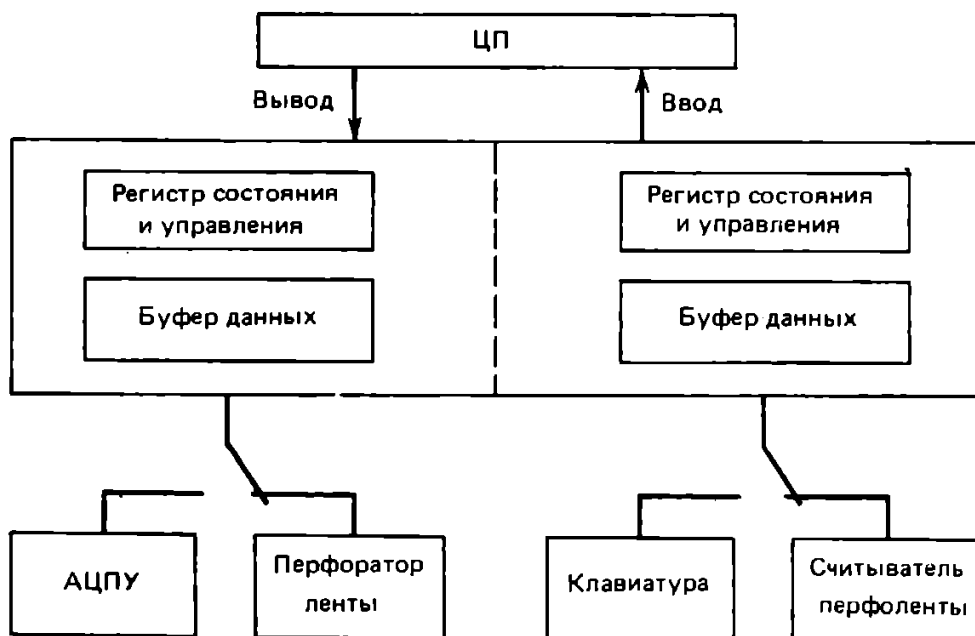 ЦП
Вывод
Ввод
Регистр состояния
и управления
Регистр состояния
и управления
Буфер данных
Буфер данных
АЦПУ
Перфоратор
ленты
Клавиатура
Считыватель
перфоленты